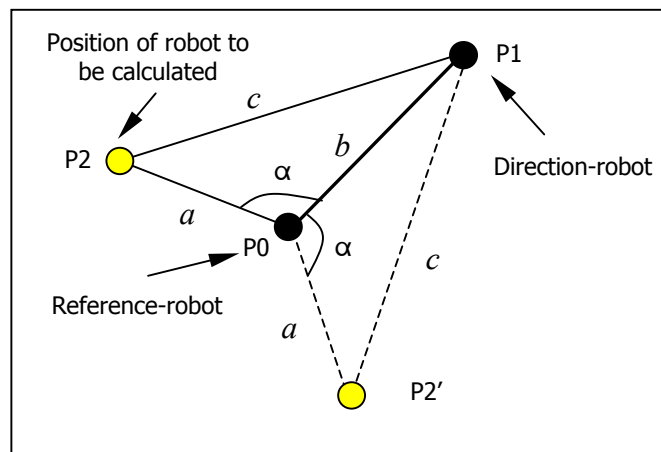 Position of robot to
be calculated
P1
c
P2
b
α
Direction-robot
a
P0
α
c
Reference-robot
a
P2’